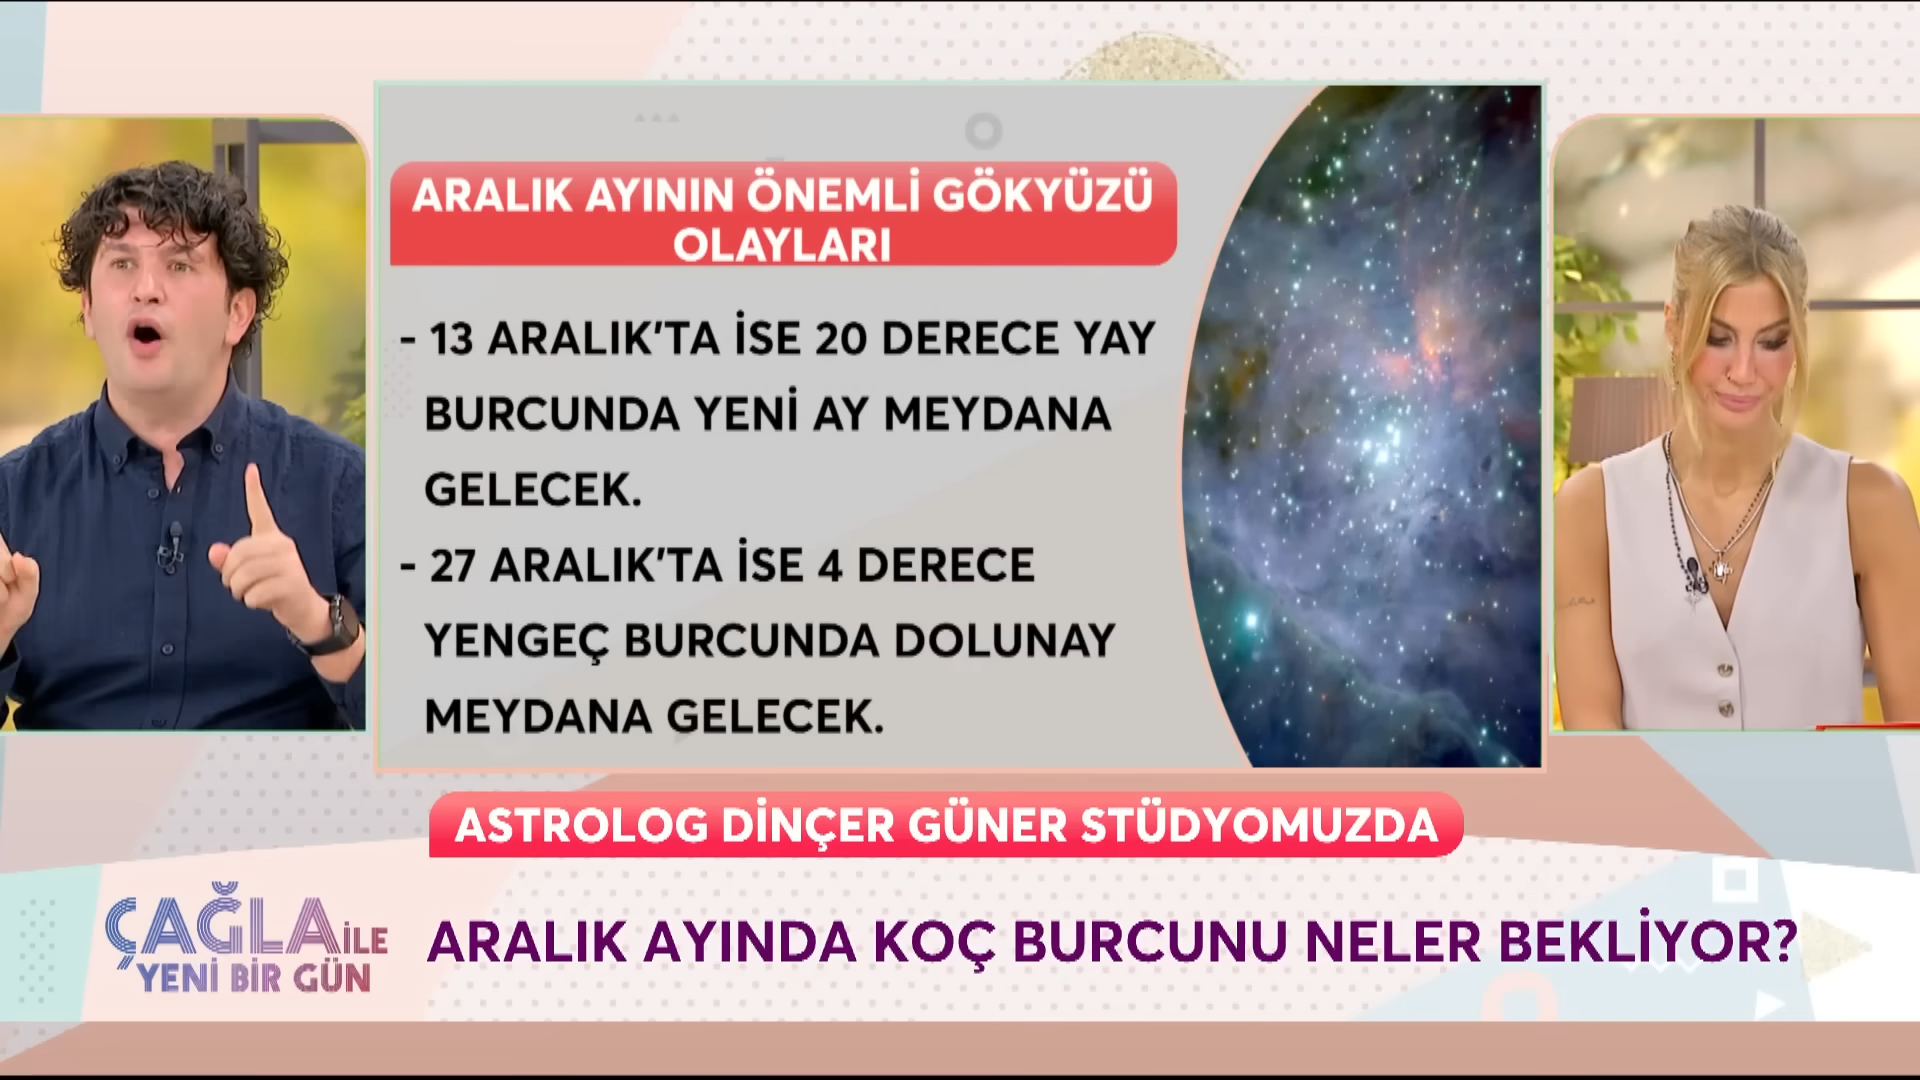 ARALIK AYININ ÖNEMLİ GÖKYÜZÜ
OLAYLARI
- 13 ARALIK'TA İSE 20 DERECE YAY
BURCUNDA YENİ AY MEYDANA
GELECEK.
- 27 ARALIK'TA İSE 4 DERECE
YENGEÇ BURCUNDA DOLUNAY
MEYDANA GELECEK.
ASTROLOG DİNÇER GÜNER STÜDYOMUZDA
ÇAĞLA İLE
YENİ BİR GÜN
ARALIK AYINDA KOÇ BURCUNU NELER BEKLİYOR?